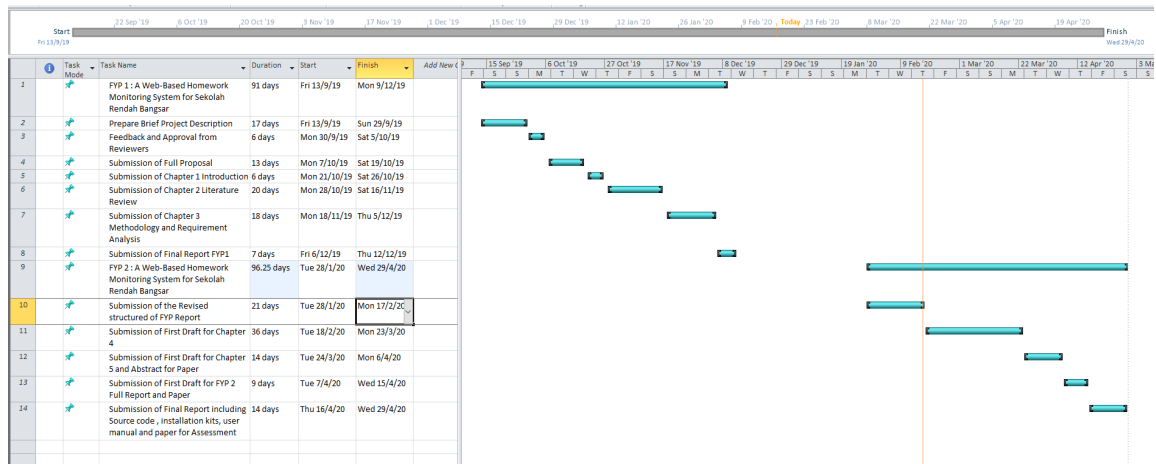 22 Sep '19 6 Oct '19 20 Oct '19 3 Nov '19 17 Nov '19 1 Dec '19 15 Dec '19 29 Dec '19 12 Jan '20 26 Jan '20 9 Feb '20 Today 23 Feb '20 8 Mar '20 22 Mar '20 5 Apr '20 19 Apr '20
Start
Fri 13/9/19
Finish
Wed 29/4/20
Task Mode Task Name Duration Start Finish Add New
15 Sep '19 6 Oct '19 27 Oct '19 17 Nov '19 8 Dec '19 29 Dec '19 19 Jan '20 9 Feb '20 1 Mar '20 22 Mar '20 12 Apr '20
F S S M T W T F S S M T W T F S S M T W T F S S M T W T F S S
1 FYP 1 : A Web-Based Homework 91 days Fri 13/9/19 Mon 9/12/19
Monitoring System for Sekolah
Rendah Bangsar
2 Prepare Brief Project Description 17 days Fri 13/9/19 Sun 29/9/19
3 Feedback and Approval from 6 days Mon 30/9/19 Sat 5/10/19
Reviewers
4 Submission of Full Proposal 13 days Mon 7/10/19 Sat 19/10/19
5 Submission of Chapter 1 Introduction 6 days Mon 21/10/19 Sat 26/10/19
6 Submission of Chapter 2 Literature 20 days Mon 28/10/19 Sat 16/11/19
Review
7 Submission of Chapter 3 18 days Mon 18/11/19 Thu 5/12/19
Methodology and Requirement
Analysis
8 Submission of Final Report FYP1 7 days Fri 6/12/19 Thu 12/12/19
9 FYP 2 : A Web-Based Homework 96.25 days Tue 28/1/20 Wed 29/4/20
Monitoring System for Sekolah
Rendah Bangsar
10 Submission of the Revised 21 days Tue 28/1/20 Mon 17/2/20
structured of FYP Report
11 Submission of First Draft for Chapter 36 days Tue 18/2/20 Mon 23/3/20
4
12 Submission of First Draft for Chapter 14 days Tue 24/3/20 Mon 6/4/20
5 and Abstract for Paper
13 Submission of First Draft for FYP 2 9 days Tue 7/4/20 Wed 15/4/20
Full Report and Paper
14 Submission of Final Report including 14 days Thu 16/4/20 Wed 29/4/20
Source code , installation kits, user
manual and paper for Assessment